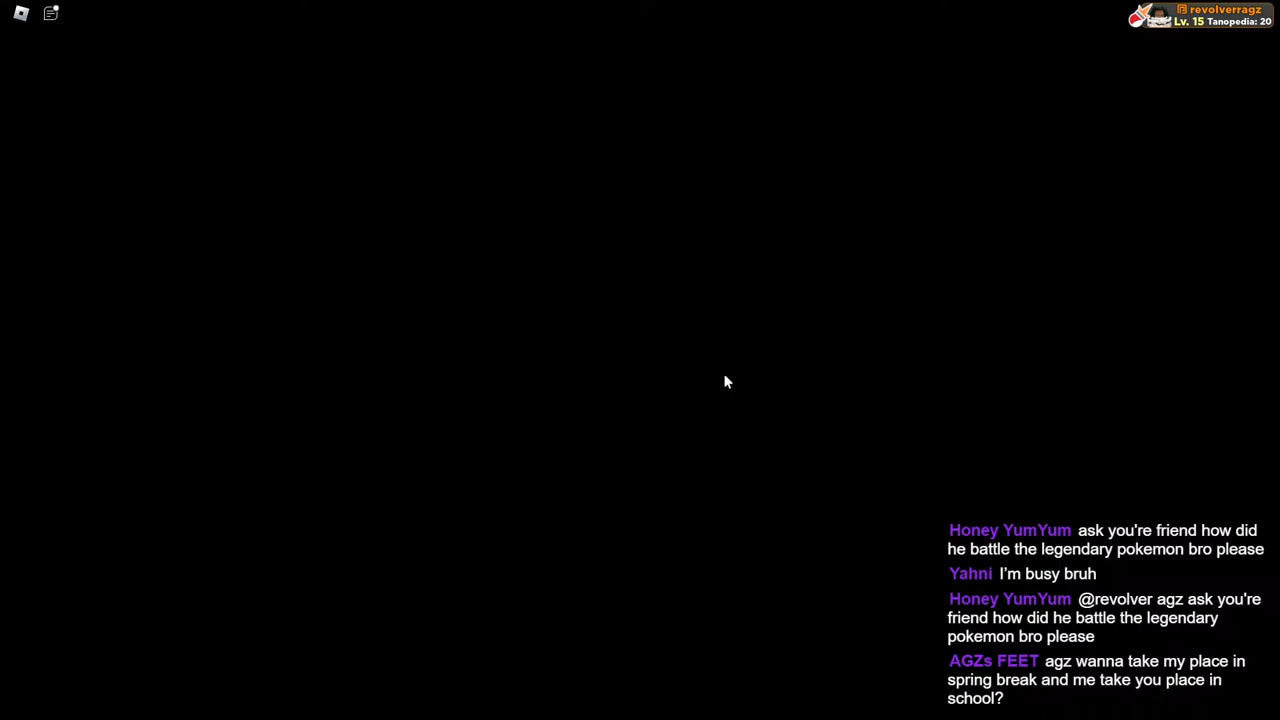 revolverragz
Lv. 15 Tanopedia: 20
Honey YumYum ask you're friend how did
he battle the legendary pokemon bro please
Yahni I'm busy bruh
Honey YumYum @revolver agz ask you're
friend how did he battle the legendary
pokemon bro please
AGZs FEET agz wanna take my place in
spring break and me take you place in
school?